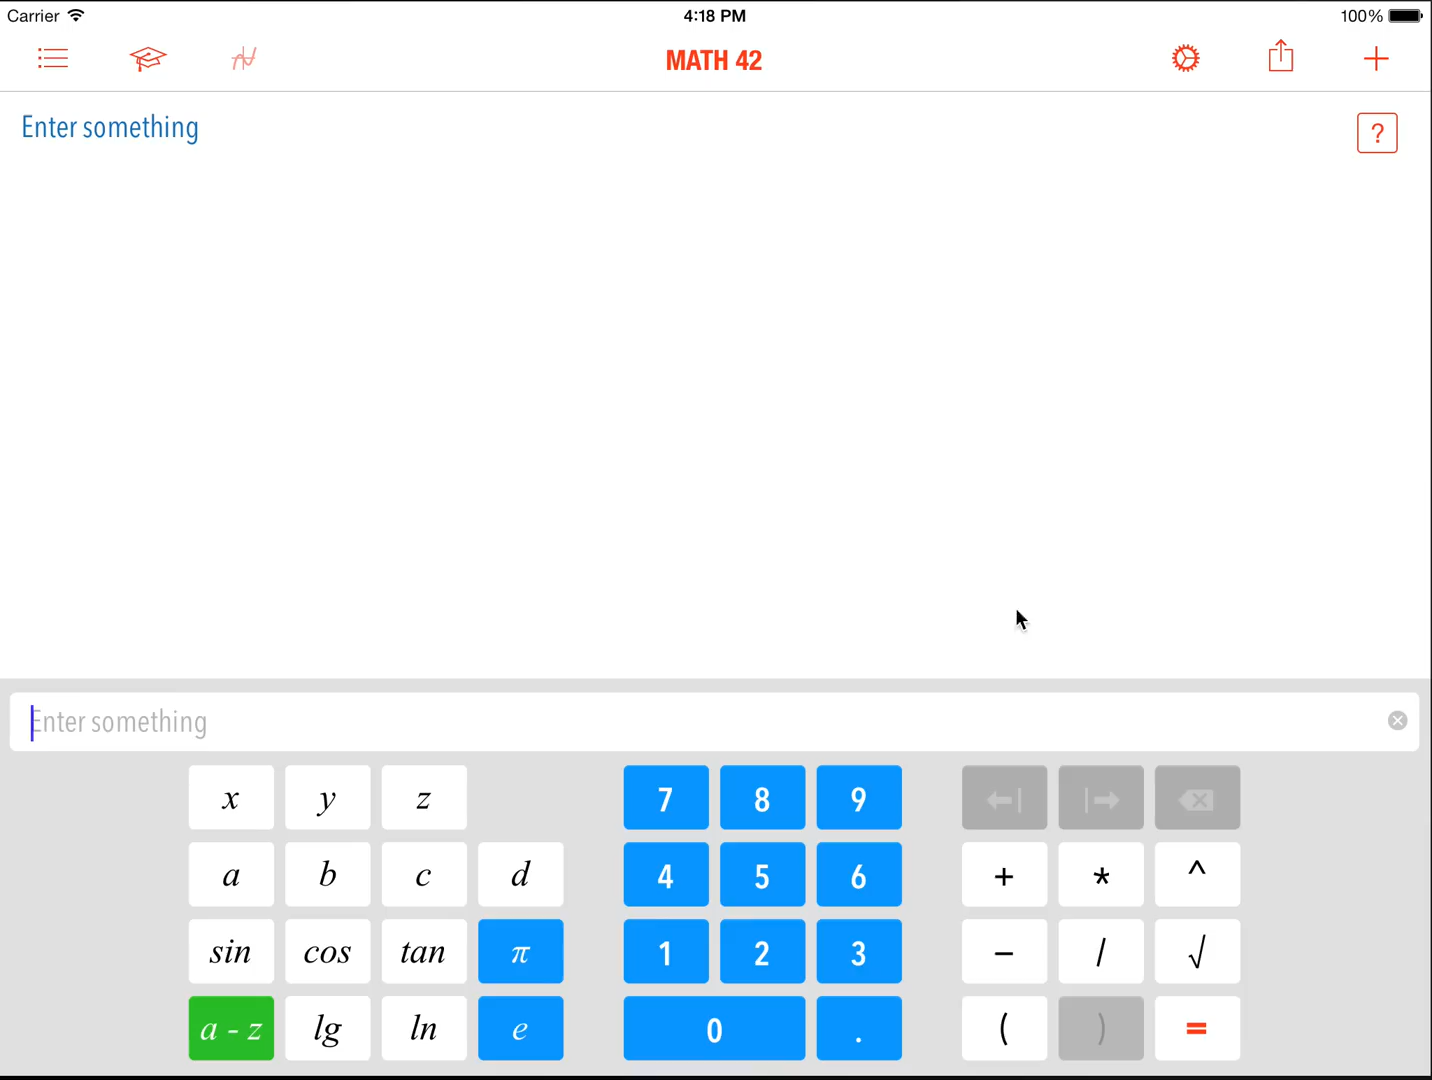 Carrier 4:18 PM 100%
MATH 42
Enter something
?
Enter something
x y z 7 8 9
a b c d 4 5 6 + * ^
sin cos tan π 1 2 3 − / √
a - z lg ln e 0 . ( ) =